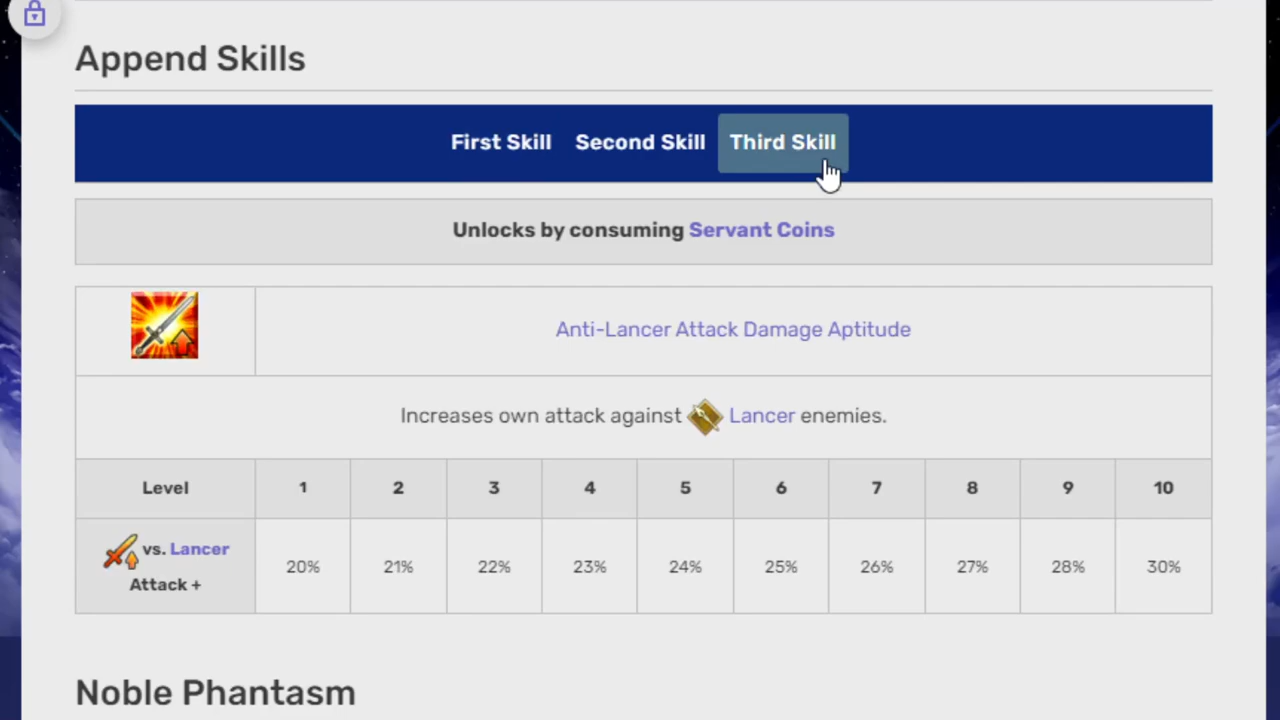 Append Skills
First Skill Second Skill Third Skill
Unlocks by consuming Servant Coins
Anti-Lancer Attack Damage Aptitude
Increases own attack against Lancer enemies.
Level 1 2 3 4 5 6 7 8 9 10
vs. Lancer
Attack + 20% 21% 22% 23% 24% 25% 26% 27% 28% 30%
Noble Phantasm